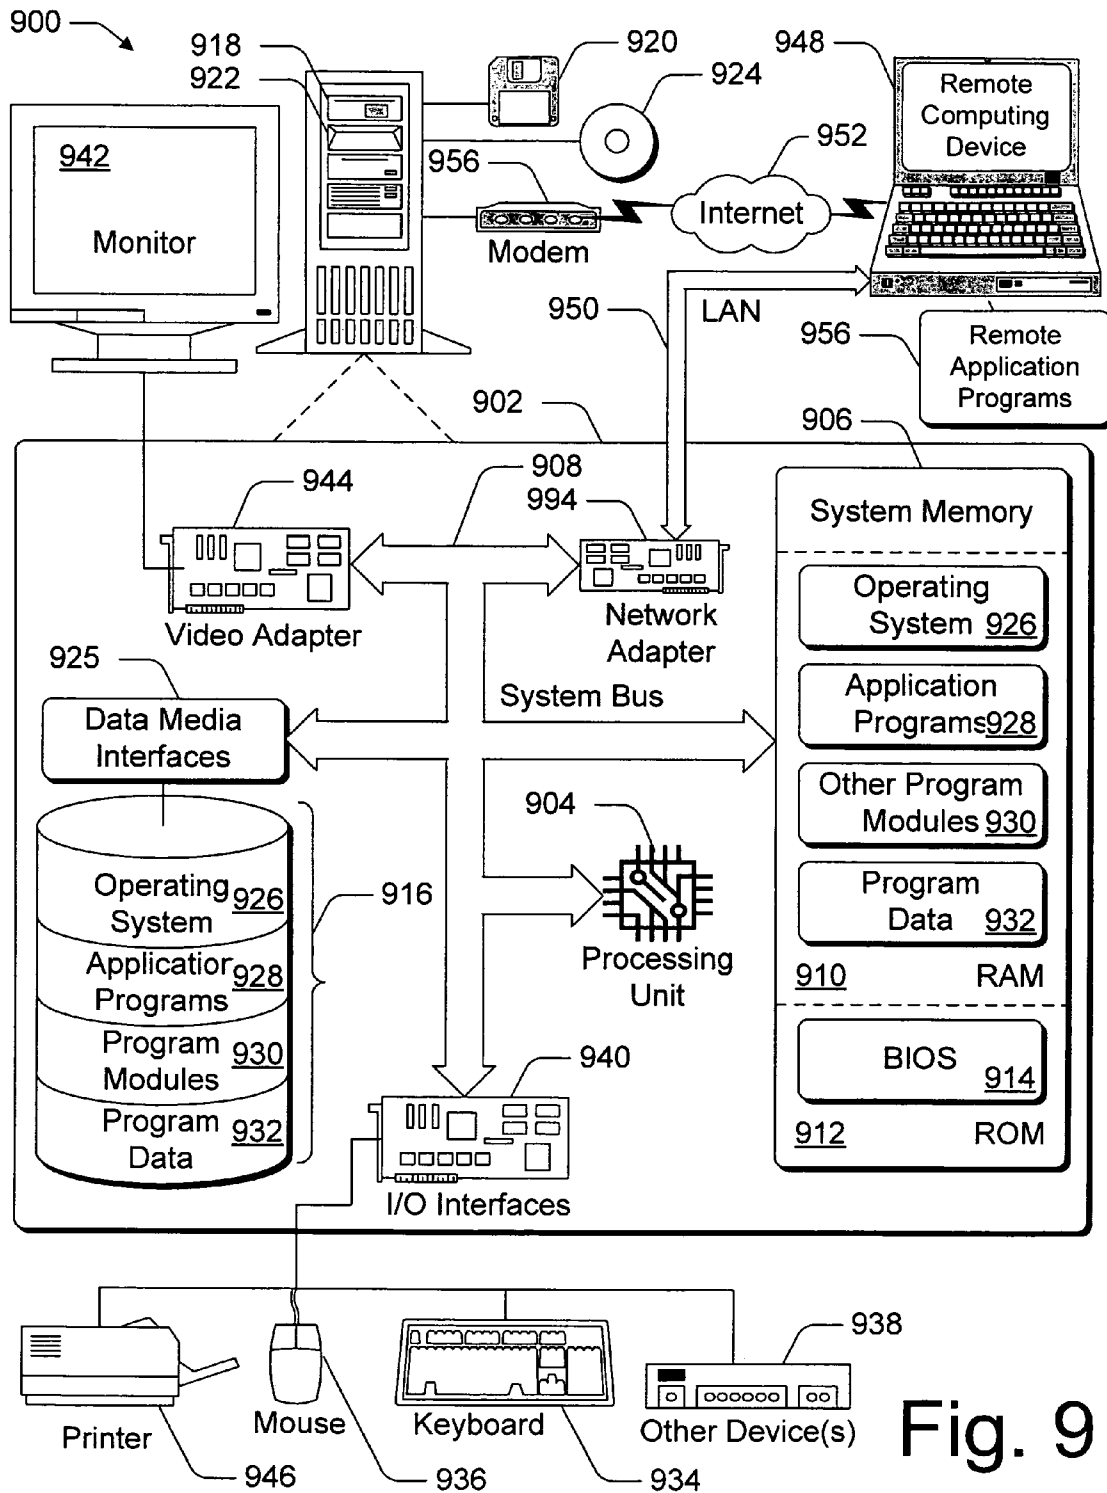 900
918
922
920
924
948
Remote
Computing
Device
942
Monitor
956
Modem
952
Internet
950
LAN
956
Remote
Application
Programs
902
906
944
908
994
System Memory
Video Adapter
Network
Adapter
Operating
System 926
925
Data Media
Interfaces
System Bus
Application
Programs 928
Other Program
Modules 930
904
Program
Data 932
Operating
System 926
916
Application
Programs 928
Processing
Unit
910 RAM
Program
Modules 930
940
BIOS 914
Program
Data 932
912 ROM
I/O Interfaces
938
Printer
Mouse
Keyboard
Other Device(s)
946
936
934
Fig. 9